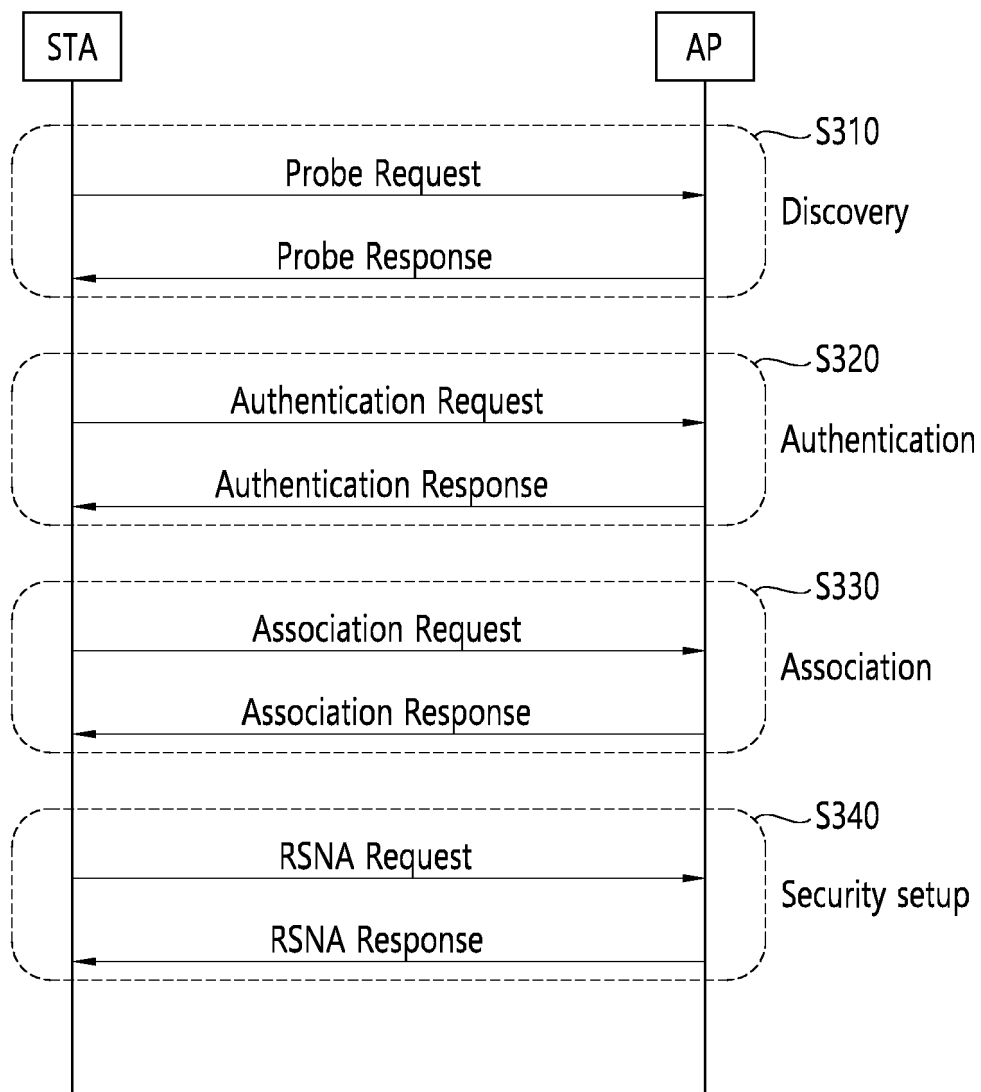 STA
AP
S310
Probe Request
Discovery
Probe Response
S320
Authentication Request
Authentication
Authentication Response
S330
Association Request
Association
Association Response
S340
RSNA Request
Security setup
RSNA Response